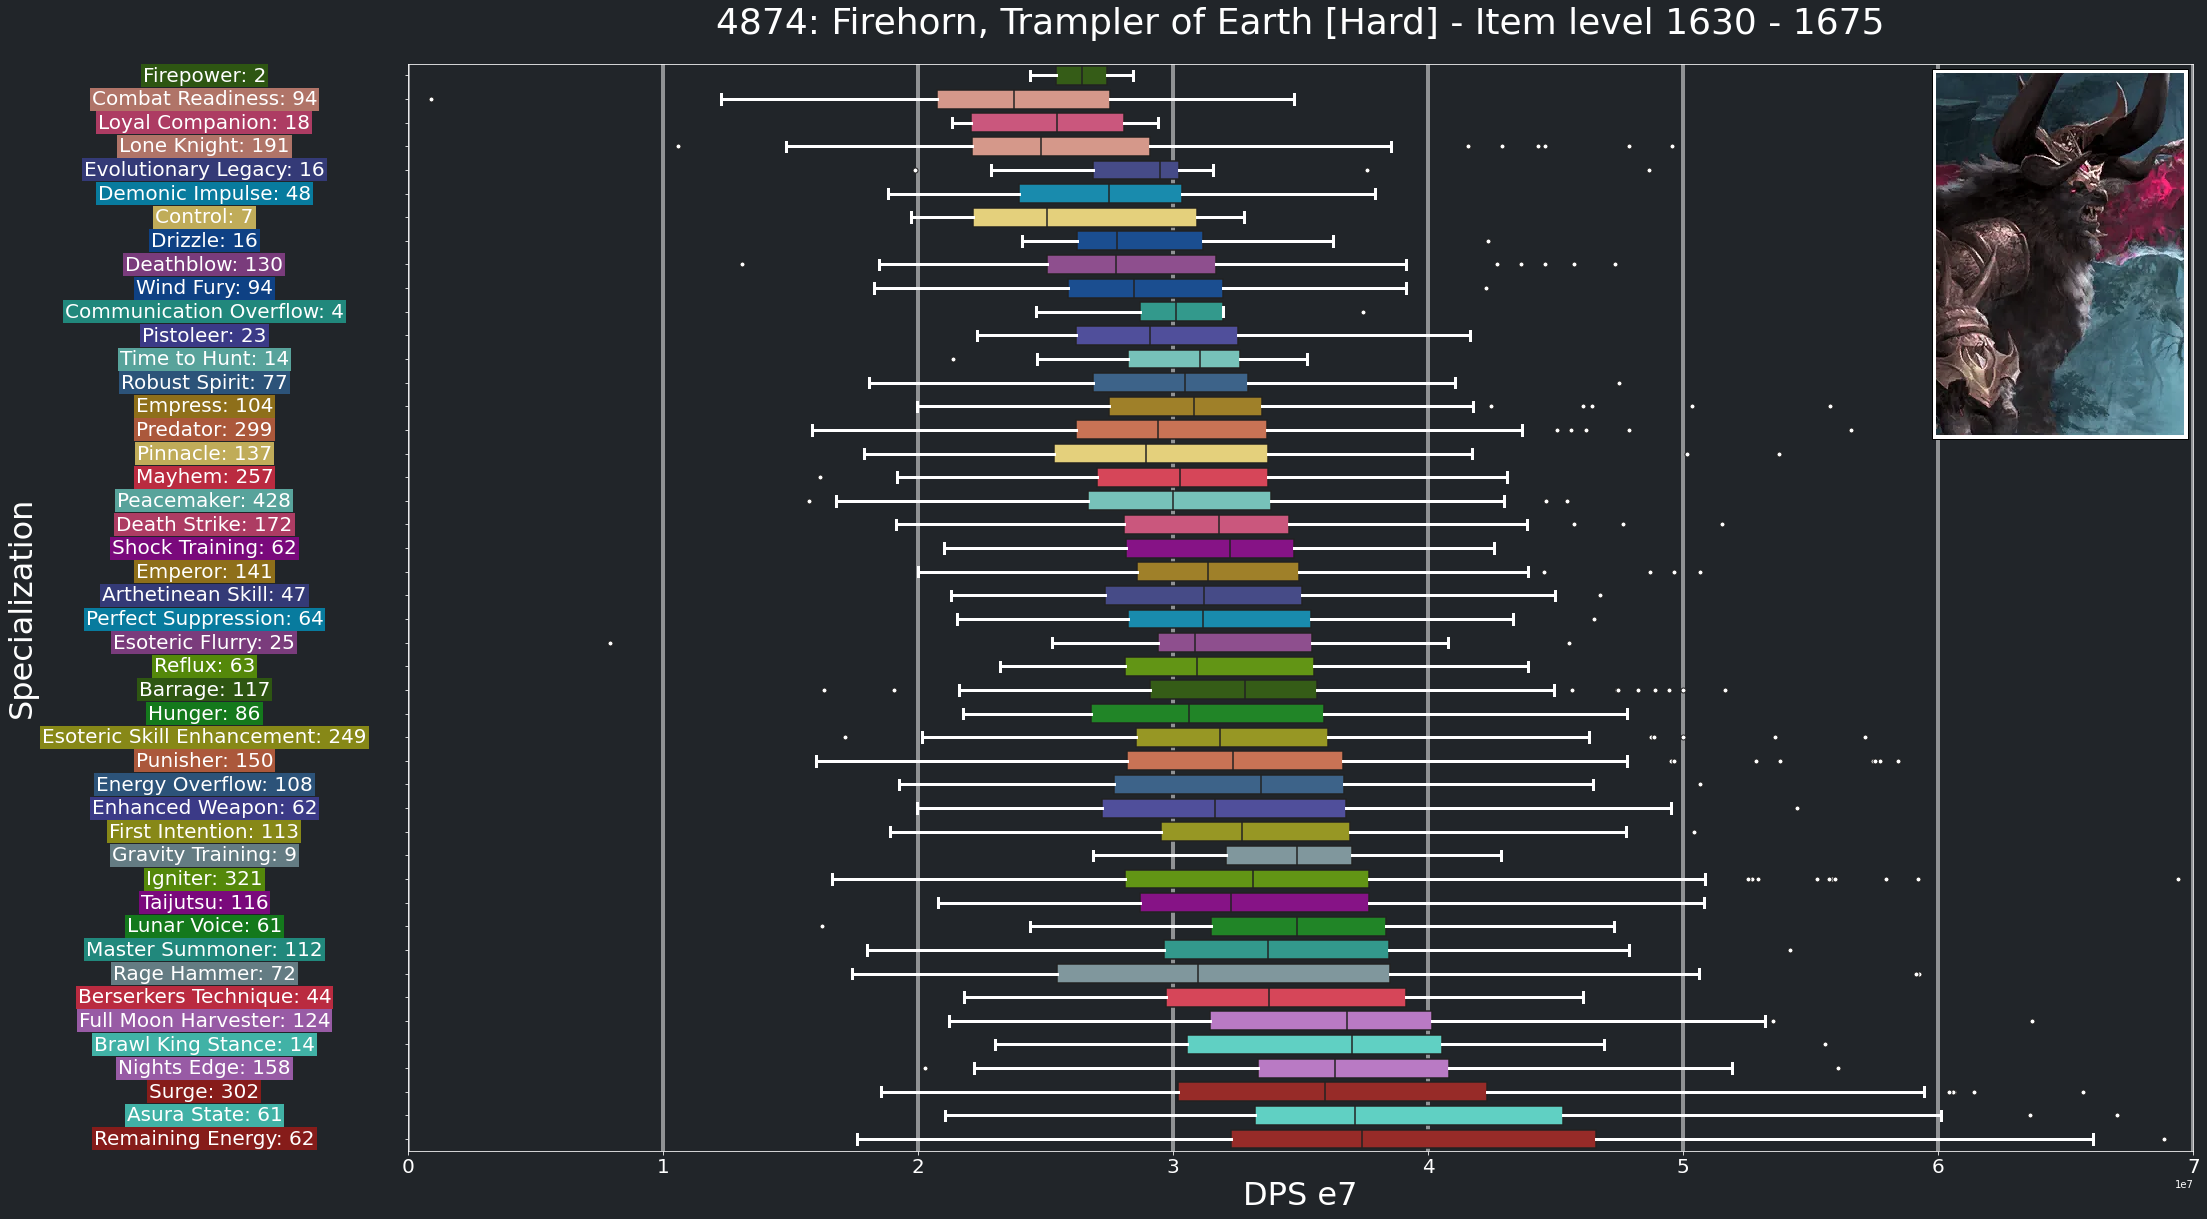 4874: Firehorn, Trampler of Earth [Hard] - Item level 1630 - 1675
Specialization
Firepower: 2
Combat Readiness: 94
Loyal Companion: 18
Lone Knight: 191
Evolutionary Legacy: 16
Demonic Impulse: 48
Control: 7
Drizzle: 16
Deathblow: 130
Wind Fury: 94
Communication Overflow: 4
Pistoleer: 23
Time to Hunt: 14
Robust Spirit: 77
Empress: 104
Predator: 299
Pinnacle: 137
Mayhem: 257
Peacemaker: 428
Death Strike: 172
Shock Training: 62
Emperor: 141
Arthetinean Skill: 47
Perfect Suppression: 64
Esoteric Flurry: 25
Reflux: 63
Barrage: 117
Hunger: 86
Esoteric Skill Enhancement: 249
Punisher: 150
Energy Overflow: 108
Enhanced Weapon: 62
First Intention: 113
Gravity Training: 9
Igniter: 321
Taijutsu: 116
Lunar Voice: 61
Master Summoner: 112
Rage Hammer: 72
Berserkers Technique: 44
Full Moon Harvester: 124
Brawl King Stance: 14
Nights Edge: 158
Surge: 302
Asura State: 61
Remaining Energy: 62
0 1 2 3 4 5 6 7
1e7
DPS e7